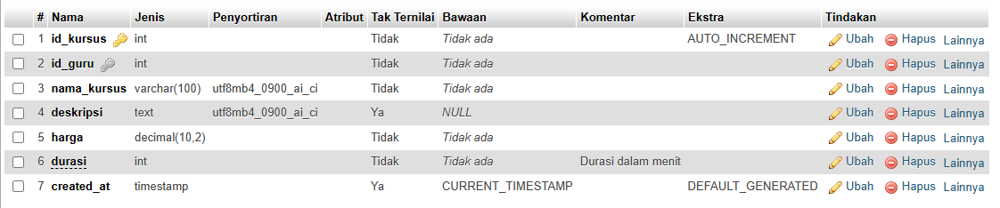 # Nama Jenis Penyortiran Atribut Tak Ternilai Bawaan Komentar Ekstra Tindakan
1 id_kursus int Tidak Tidak ada AUTO_INCREMENT Ubah Hapus Lainnya
2 id_guru int Tidak Tidak ada Ubah Hapus Lainnya
3 nama_kursus varchar(100) utf8mb4_0900_ai_ci Tidak Tidak ada Ubah Hapus Lainnya
4 deskripsi text utf8mb4_0900_ai_ci Ya NULL Ubah Hapus Lainnya
5 harga decimal(10,2) Tidak Tidak ada Ubah Hapus Lainnya
6 durasi int Tidak Tidak ada Durasi dalam menit Ubah Hapus Lainnya
7 created_at timestamp Ya CURRENT_TIMESTAMP DEFAULT_GENERATED Ubah Hapus Lainnya